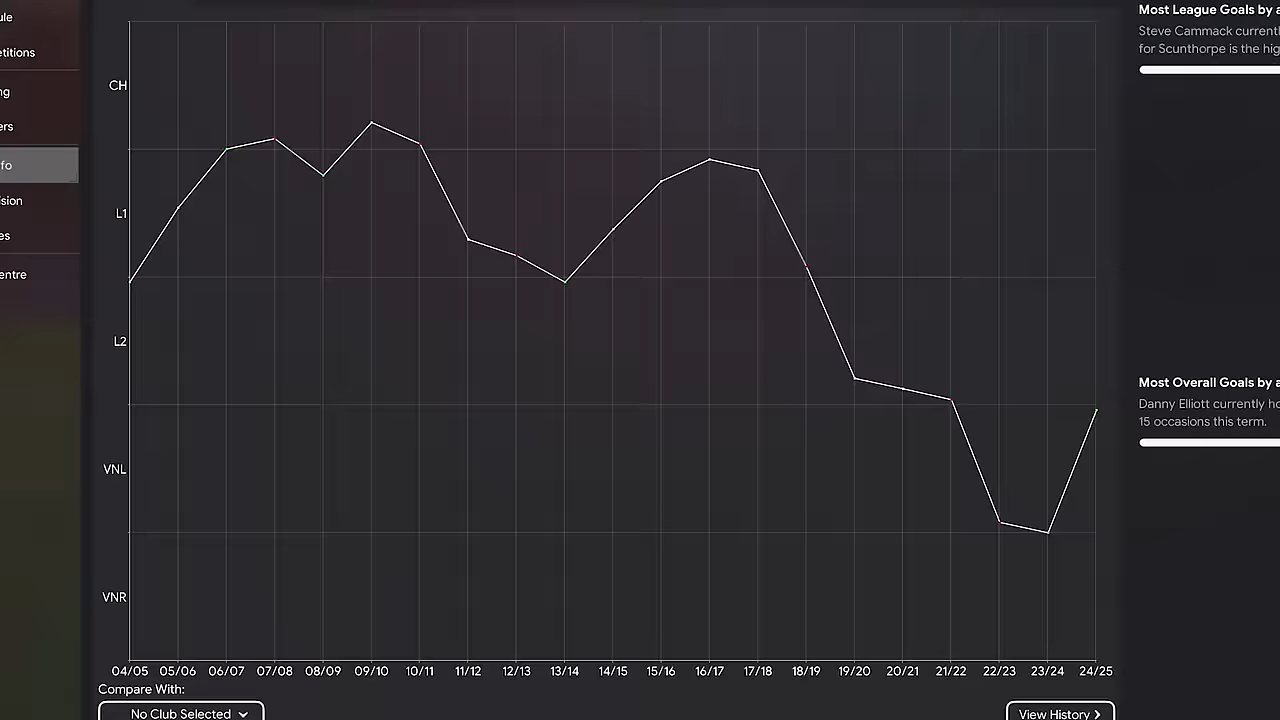 ule
etitions
ng
ers
fo
ision
es
entre
CH
L1
L2
VNL
VNR
04/05 05/06 06/07 07/08 08/09 09/10 10/11 11/12 12/13 13/14 14/15 15/16 16/17 17/18 18/19 19/20 20/21 21/22 22/23 23/24 24/25
Compare With:
No Club Selected
View History
Most League Goals by a
Steve Cammack currentl
for Scunthorpe is the hig
Most Overall Goals by a
Danny Elliott currently ho
15 occasions this term.